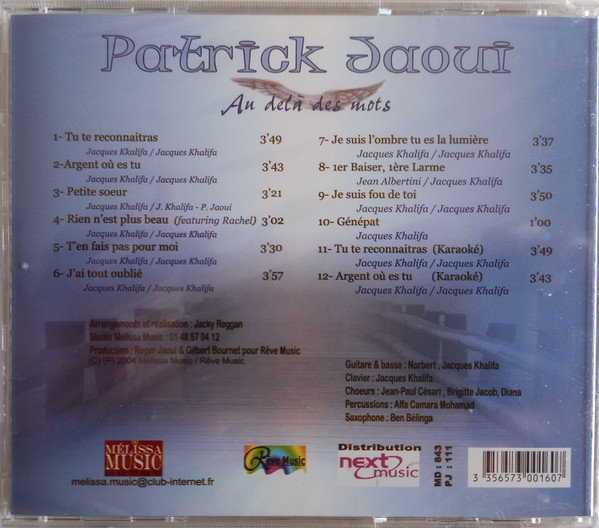 Patrick Jaoui
Au delà des mots
1- Tu te reconnaitras 3'49
Jacques Kkalifa / Jacques Khalifa
2-Argent où es tu 3'43
Jacques Khalifa / Jacques Khalifa
3- Petite soeur 3'21
Jacques Khalifa / J. Khalifa - P. Jaoui
4- Rien n'est plus beau (featuring Rachel) 3'02
Jacques Khalifa / Jacques Khalifa
5- T'en fais pas pour moi 3'30
Jacques Khalifa / Jacques Khalifa
6- J'ai tout oublié 3'57
Jacques Khalifa / Jacques Khalifa
7- Je suis l'ombre tu es la lumière 3'37
Jacques Khalifa / Jacques Khalifa
8- 1er Baiser, 1ère Larme 3'35
Jean Albertini / Jacques Khalifa
9- Je suis fou de toi 3'50
Jacques Khalifa / Jacques Khalifa
10- Génépat 1'00
Jacques Khalifa
11- Tu te reconnaitras (Karaoké) 3'49
Jacques Khalifa / Jacques Khalifa
12- Argent où es tu (Karaoké) 3'43
Jacques Khalifa / Jacques Khalifa
Arrangements et réalisation : Jacky Reggan
Studio Melissa Music : 01 48 57 04 12
Production : Roger Jaoui & Gilbert Bournet pour Rêve Music
(C) (P) 2004 Melissa Music / Rêve Music
Guitare & basse : Norbert , Jacques Khalifa
Clavier : Jacques Khalifa
Choeurs : Jean-Paul Césari , Brigitte Jacob, Diana
Percussions : Alfa Camara Mohamad
Saxophone : Ben Bèlinga
MÉLISSA
MUSIC
melissa.music@club-internet.fr
Rêve Music
Distribution
next
music
MD : 843
PJ : 111
3 356573 001607